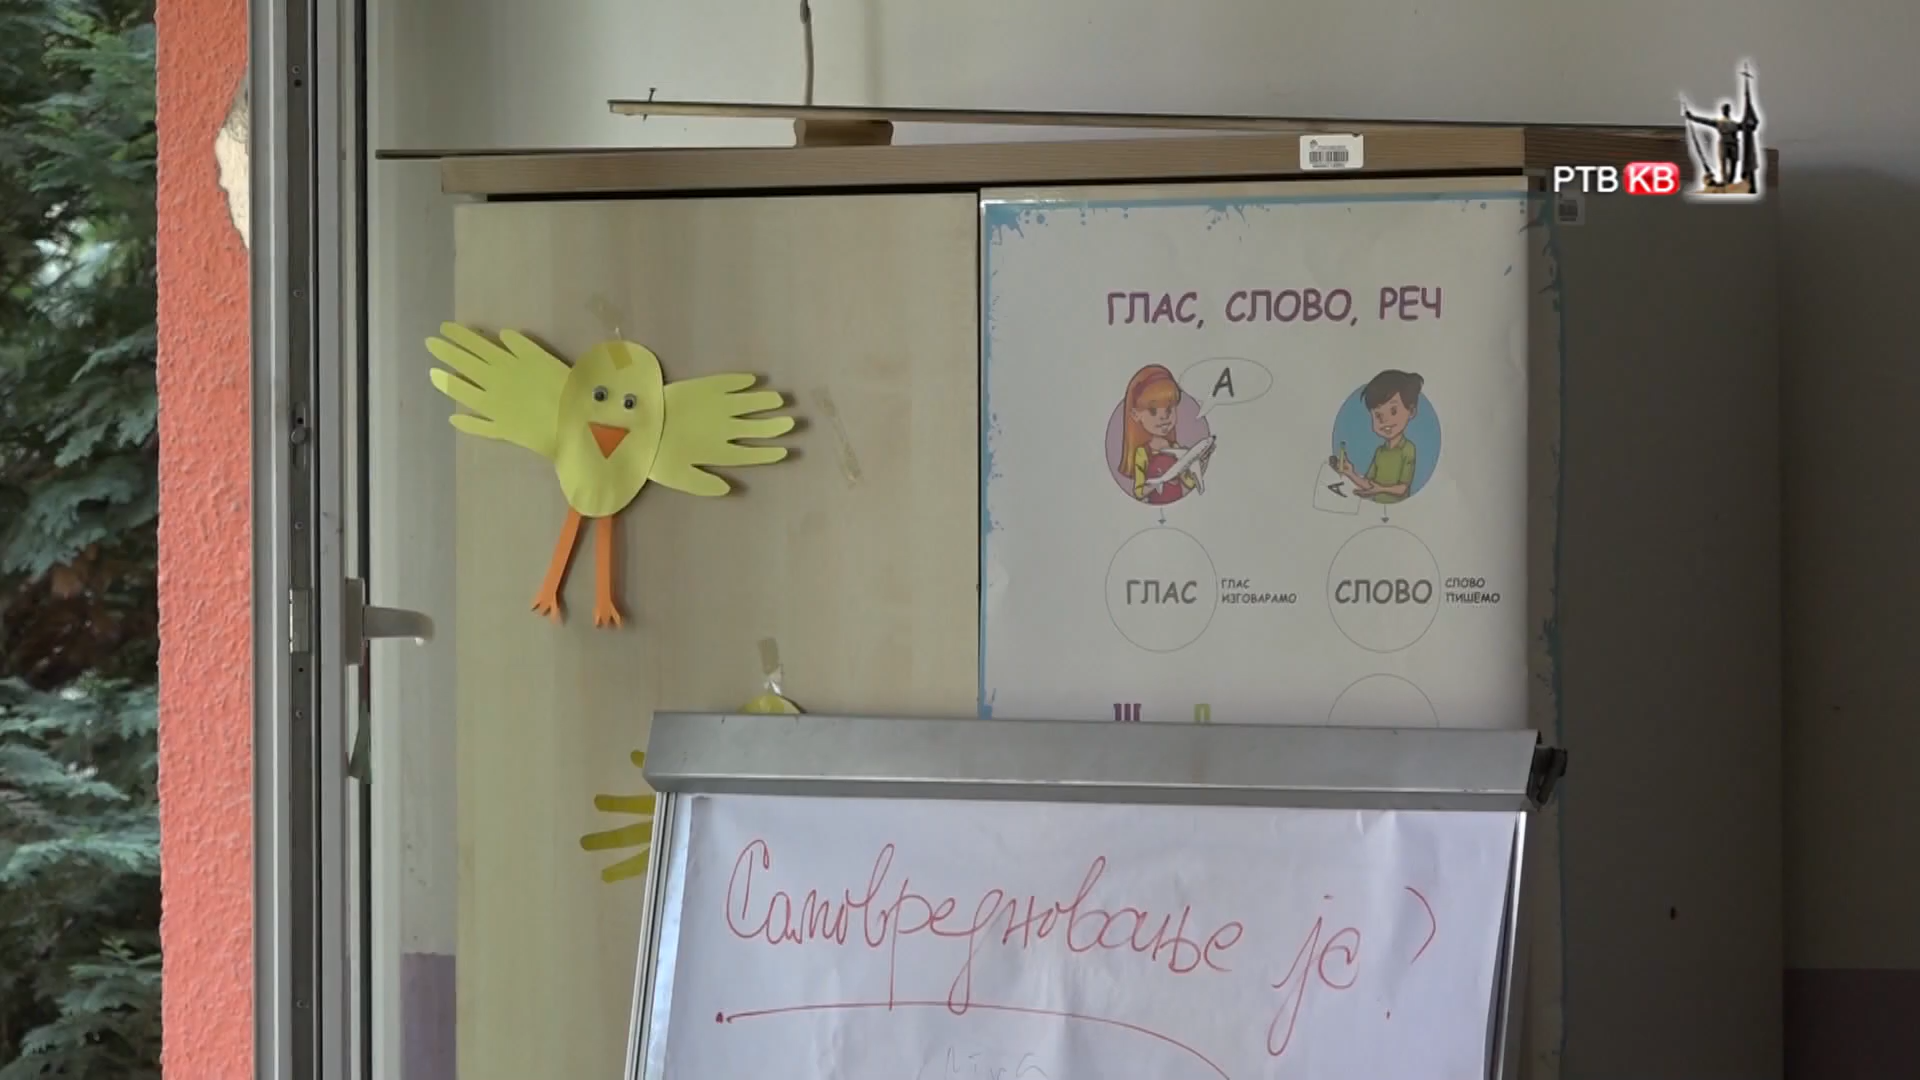 РТВ КВ
ГЛАС, СЛОВО, РЕЧ
А
А
ГЛАС
ГЛАС
ИЗГОВАРАМО
СЛОВО
СЛОВО
ПИШЕМО
Самовредновање је ?